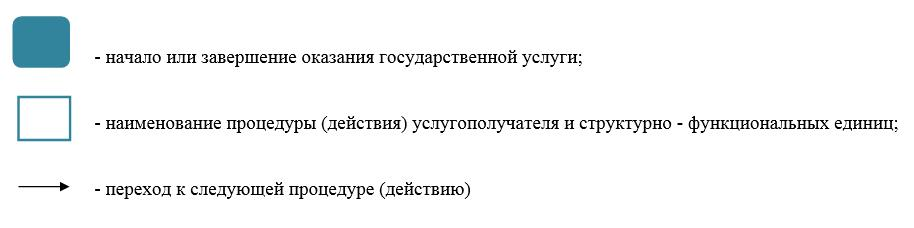 - начало или завершение оказания государственной услуги;
- наименование процедуры (действия) услугополучателя и структурно - функциональных единиц;
- переход к следующей процедуре (действию)